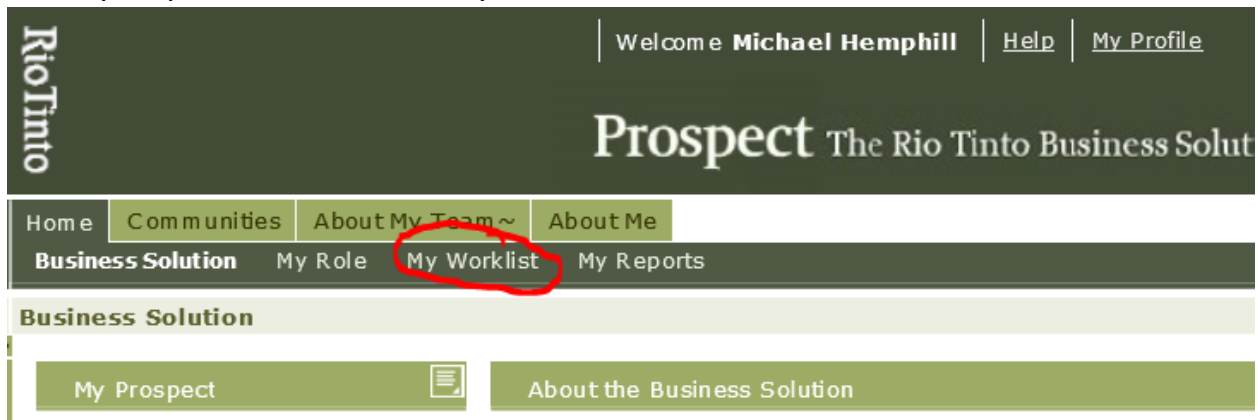 RioTinto
Welcome Michael Hemphill Help My Profile
Prospect The Rio Tinto Business Solut
Home Communities About My Team~ About Me
Business Solution My Role My Worklist My Reports
Business Solution
My Prospect About the Business Solution